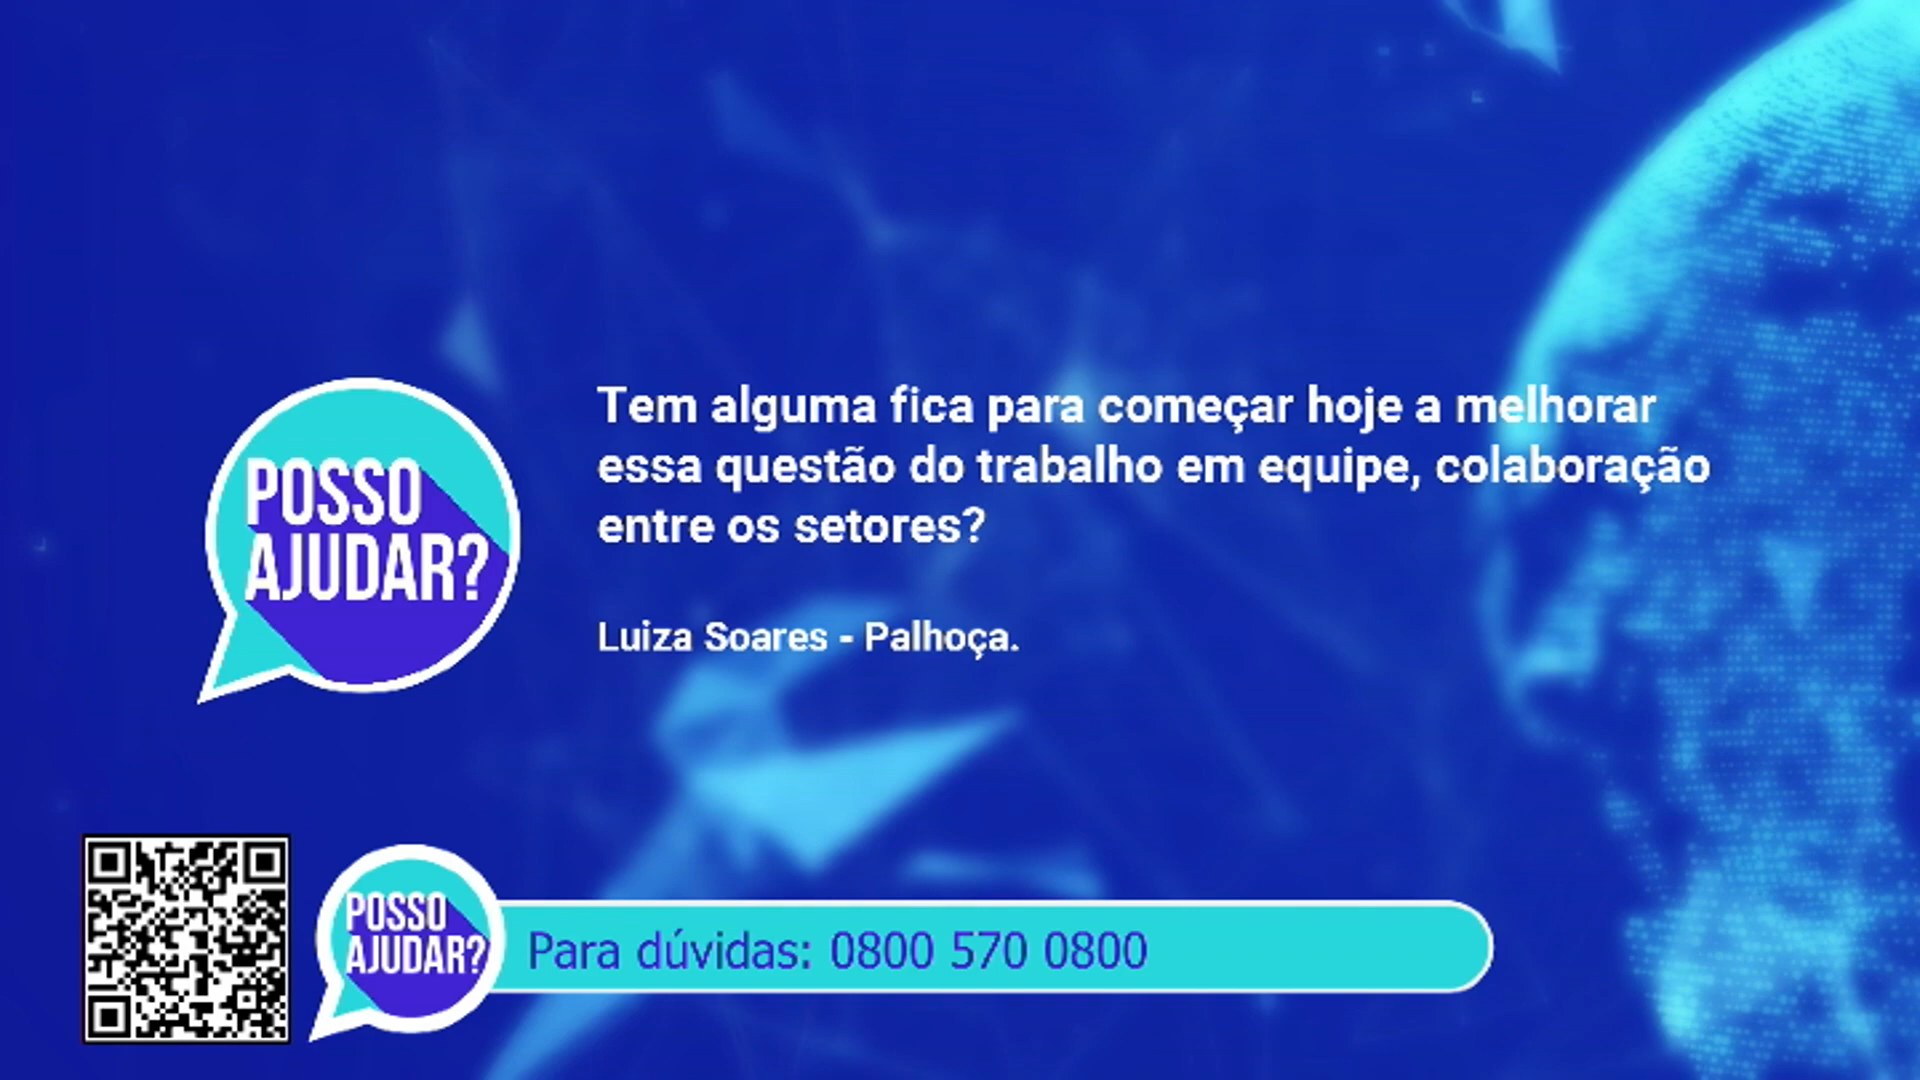 POSSO
AJUDAR?
Tem alguma fica para começar hoje a melhorar
essa questão do trabalho em equipe, colaboração
entre os setores?
Luiza Soares - Palhoça.
POSSO
AJUDAR?
Para dúvidas: 0800 570 0800